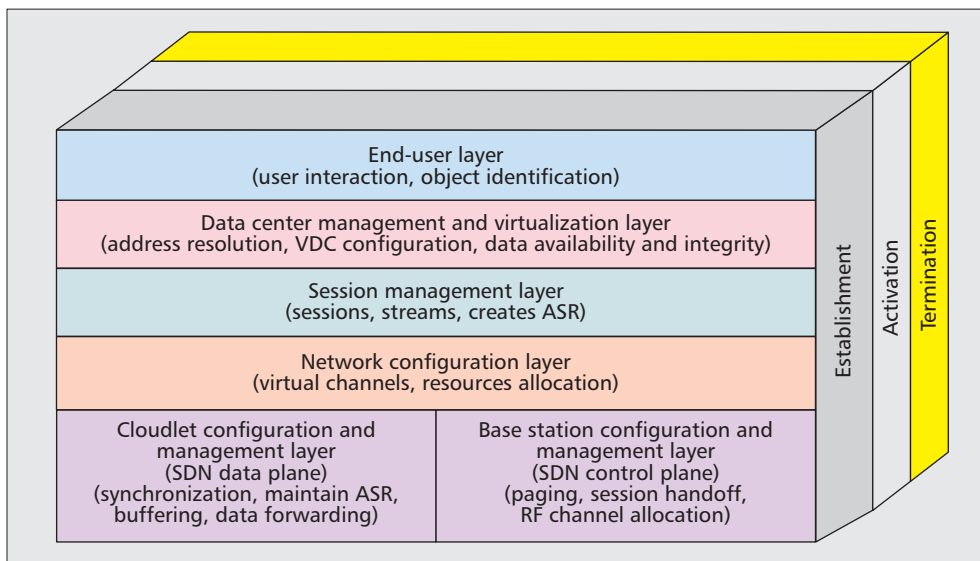 End-user layer
(user interaction, object identification)
Data center management and virtualization layer
(address resolution, VDC configuration, data availability and integrity)
Session management layer
(sessions, streams, creates ASR)
Network configuration layer
(virtual channels, resources allocation)
Cloudlet configuration and
management layer
(SDN data plane)
(synchronization, maintain ASR,
buffering, data forwarding)
Base station configuration and
management layer
(SDN control plane)
(paging, session handoff,
RF channel allocation)
Establishment
Activation
Termination